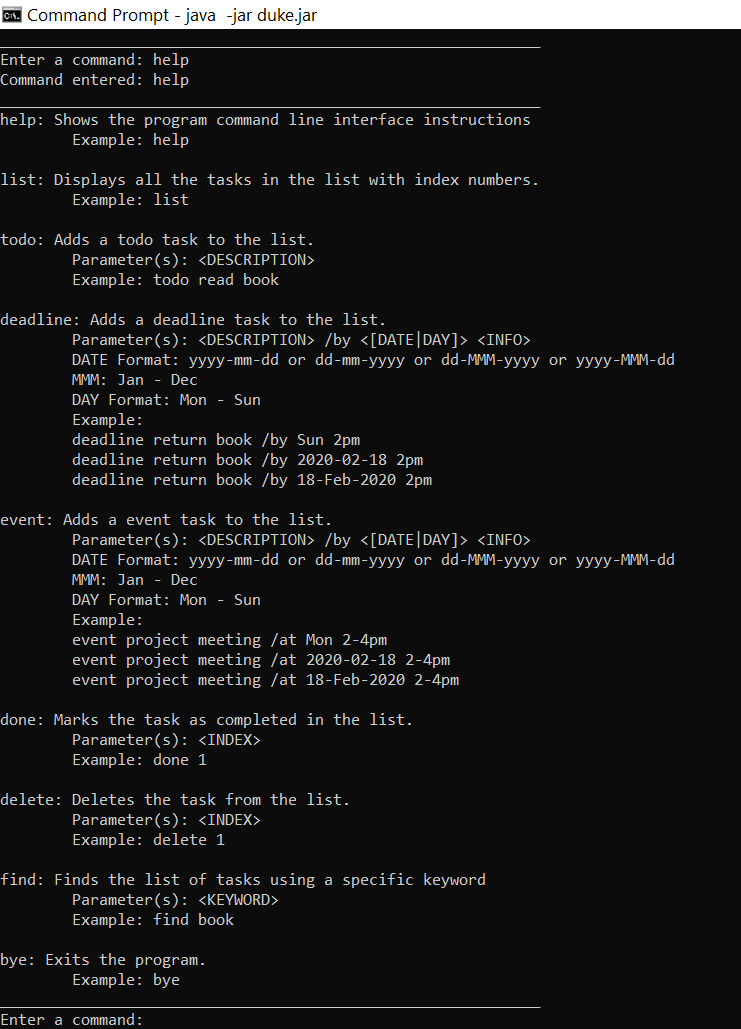 Command Prompt - java  -jar duke.jar
____________________________________________________________
Enter a command: help
Command entered: help
____________________________________________________________
help: Shows the program command line interface instructions
        Example: help

list: Displays all the tasks in the list with index numbers.
        Example: list

todo: Adds a todo task to the list.
        Parameter(s): <DESCRIPTION>
        Example: todo read book

deadline: Adds a deadline task to the list.
        Parameter(s): <DESCRIPTION> /by <[DATE|DAY]> <INFO>
        DATE Format: yyyy-mm-dd or dd-mm-yyyy or dd-MMM-yyyy or yyyy-MMM-dd
        MMM: Jan - Dec
        DAY Format: Mon - Sun
        Example:
        deadline return book /by Sun 2pm
        deadline return book /by 2020-02-18 2pm
        deadline return book /by 18-Feb-2020 2pm

event: Adds a event task to the list.
        Parameter(s): <DESCRIPTION> /by <[DATE|DAY]> <INFO>
        DATE Format: yyyy-mm-dd or dd-mm-yyyy or dd-MMM-yyyy or yyyy-MMM-dd
        MMM: Jan - Dec
        DAY Format: Mon - Sun
        Example:
        event project meeting /at Mon 2-4pm
        event project meeting /at 2020-02-18 2-4pm
        event project meeting /at 18-Feb-2020 2-4pm

done: Marks the task as completed in the list.
        Parameter(s): <INDEX>
        Example: done 1

delete: Deletes the task from the list.
        Parameter(s): <INDEX>
        Example: delete 1

find: Finds the list of tasks using a specific keyword
        Parameter(s): <KEYWORD>
        Example: find book

bye: Exits the program.
        Example: bye
____________________________________________________________
Enter a command: